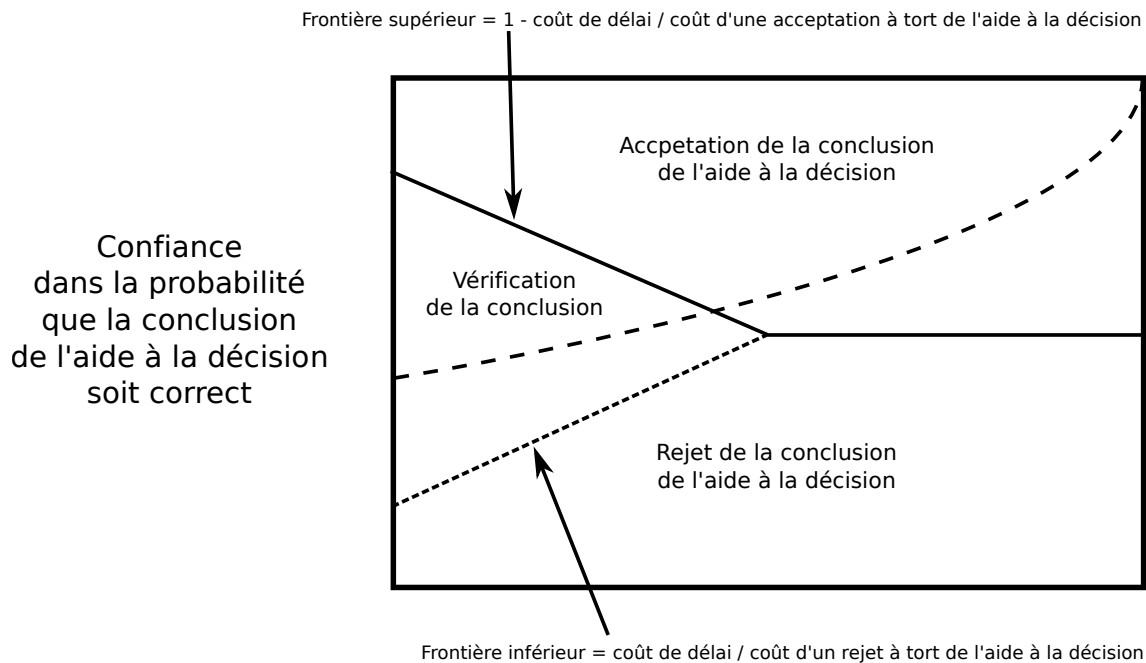 Frontière supérieur = 1 - coût de délai / coût d'une acceptation à tort de l'aide à la décision
Accpetation de la conclusion
de l'aide à la décision
Confiance
dans la probabilité
que la conclusion
de l'aide à la décision
soit correct
Vérification
de la conclusion
Rejet de la conclusion
de l'aide à la décision
Frontière inférieur = coût de délai / coût d'un rejet à tort de l'aide à la décision